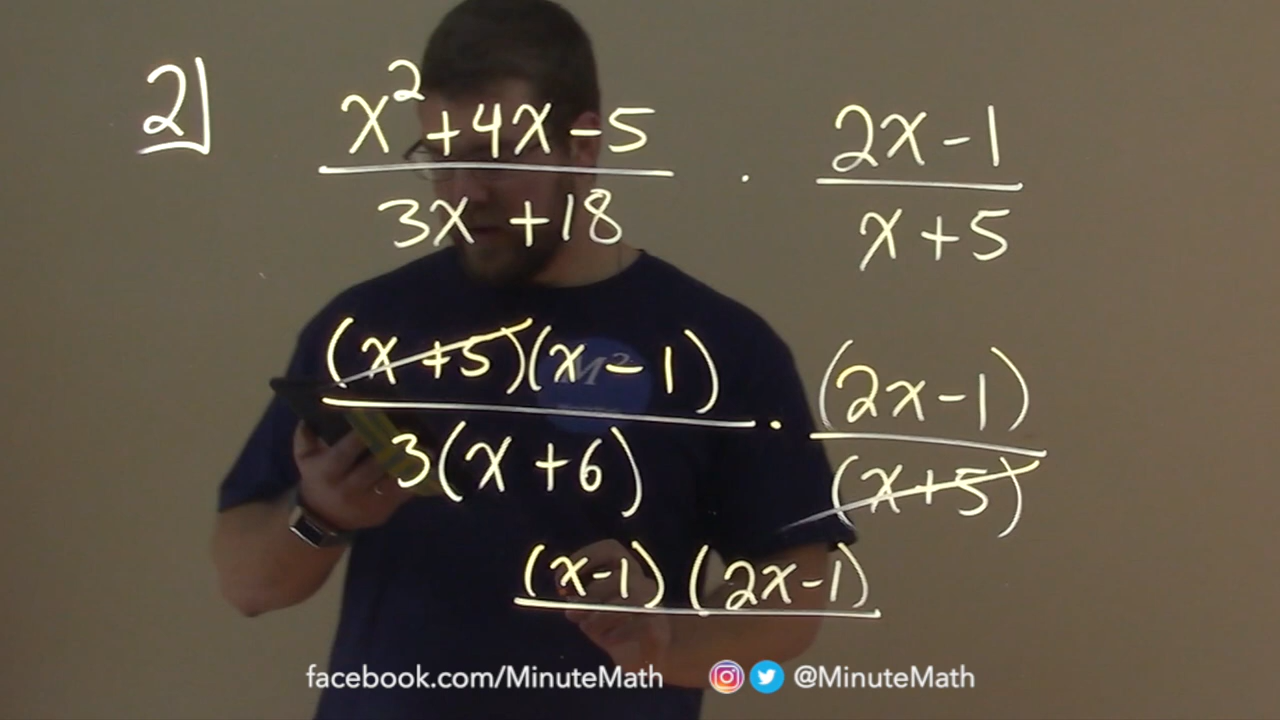 2]
x² + 4x - 5
3x + 18
·
2x - 1
x + 5
(x + 5)(x - 1)
3(x + 6)
·
(2x - 1)
(x + 5)
M²
(x - 1) (2x - 1)
facebook.com/MinuteMath @MinuteMath